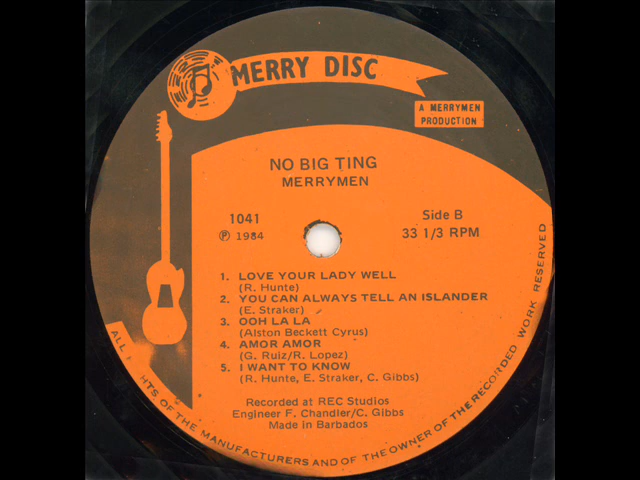 MERRY DISC
A MERRYMEN
PRODUCTION
NO BIG TING
MERRYMEN
1041
Side B
℗ 1984
33 1/3 RPM
1. LOVE YOUR LADY WELL
(R. Hunte)
2. YOU CAN ALWAYS TELL AN ISLANDER
(E. Straker)
3. OOH LA LA
(Alston Beckett Cyrus)
4. AMOR AMOR
(G. Ruiz/R. Lopez)
5. I WANT TO KNOW
(R. Hunte, E. Straker, C. Gibbs)
Recorded at REC Studios
Engineer F. Chandler/C. Gibbs
Made in Barbados
ALL RIGHTS OF THE MANUFACTURERS AND OF THE OWNER OF THE RECORDED WORK RESERVED